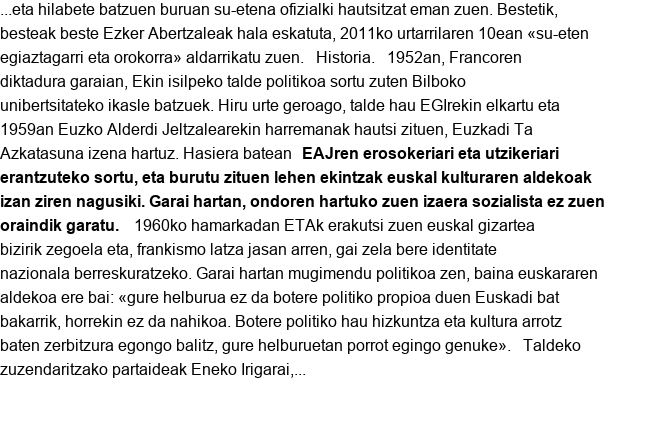 ...eta hilabete batzuen buruan su-etena ofizialki hautsitzat eman zuen. Bestetik,
besteak beste Ezker Abertzaleak hala eskatuta, 2011ko urtarrilaren 10ean «su-eten
egiaztagarri eta orokorra» aldarrikatu zuen.   Historia.   1952an, Francoren
diktadura garaian, Ekin isilpeko talde politikoa sortu zuten Bilboko
unibertsitateko ikasle batzuek. Hiru urte geroago, talde hau EGIrekin elkartu eta
1959an Euzko Alderdi Jeltzalearekin harremanak hautsi zituen, Euzkadi Ta
Azkatasuna izena hartuz. Hasiera batean   EAJren erosokeriari eta utzikeriari
erantzuteko sortu, eta burutu zituen lehen ekintzak euskal kulturaren aldekoak
izan ziren nagusiki. Garai hartan, ondoren hartuko zuen izaera sozialista ez zuen
oraindik garatu.   1960ko hamarkadan ETAk erakutsi zuen euskal gizartea
bizirik zegoela eta, frankismo latza jasan arren, gai zela bere identitate
nazionala berreskuratzeko. Garai hartan mugimendu politikoa zen, baina euskararen
aldekoa ere bai: «gure helburua ez da botere politiko propioa duen Euskadi bat
bakarrik, horrekin ez da nahikoa. Botere politiko hau hizkuntza eta kultura arrotz
baten zerbitzura egongo balitz, gure helburuetan porrot egingo genuke».   Taldeko
zuzendaritzako partaideak Eneko Irigarai,...